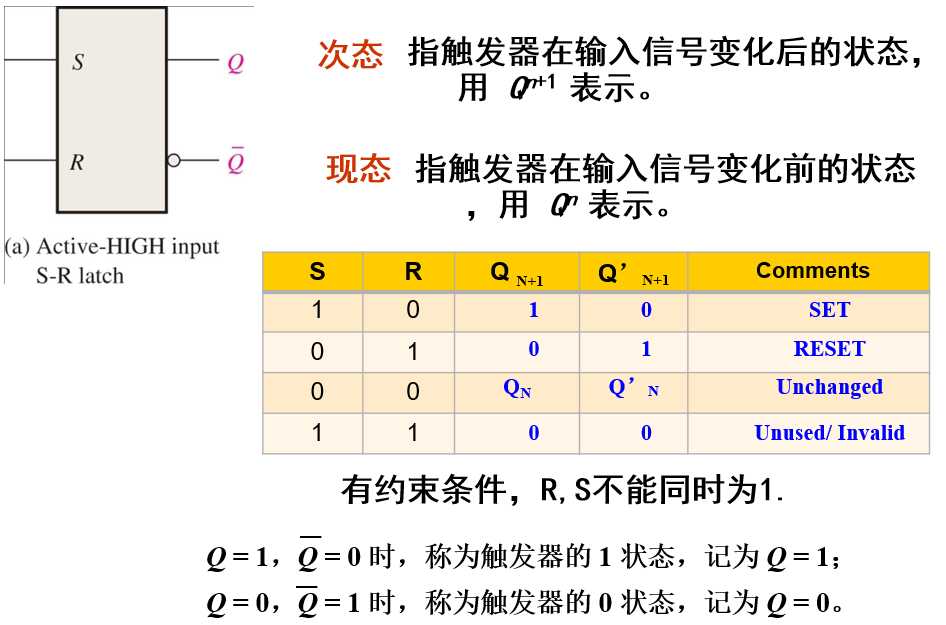 S
Q
R
Q̅
(a) Active-HIGH input
S-R latch
次态 指触发器在输入信号变化后的状态,
用 Qⁿ⁺¹ 表示。
现态 指触发器在输入信号变化前的状态
,用 Qⁿ 表示。
S R Q N+1 Q’ N+1 Comments
1 0 1 0 SET
0 1 0 1 RESET
0 0 QN Q’ N Unchanged
1 1 0 0 Unused/ Invalid
有约束条件，R,S不能同时为1.
Q = 1，Q̅ = 0 时，称为触发器的 1 状态，记为 Q = 1；
Q = 0，Q̅ = 1 时，称为触发器的 0 状态，记为 Q = 0。